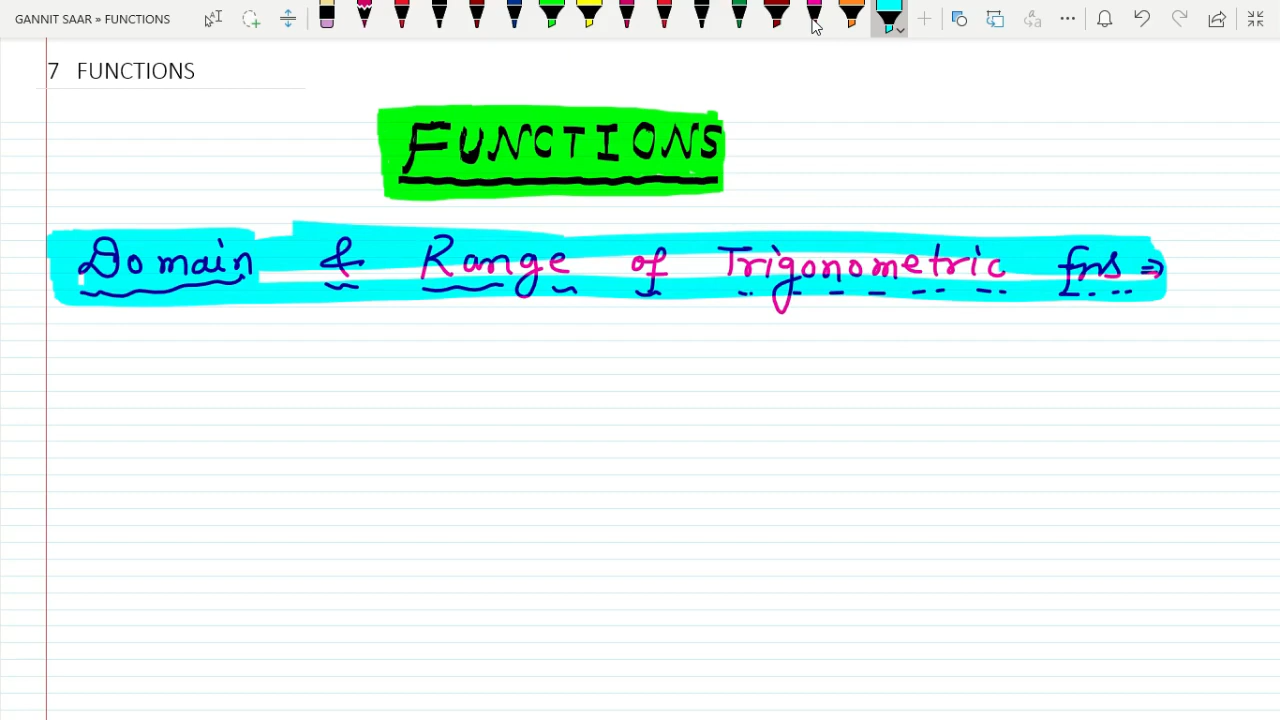 GANNIT SAAR » FUNCTIONS
7 FUNCTIONS
FUNCTIONS
Domain & Range of Trigonometric fns ⇒